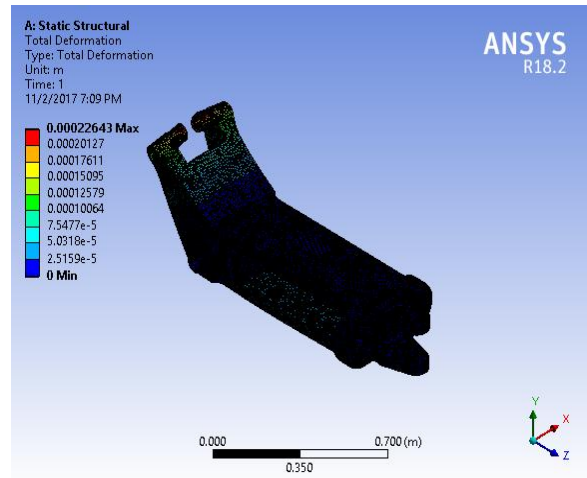 A: Static Structural
Total Deformation
Type: Total Deformation
Unit: m
Time: 1
11/2/2017 7:09 PM
ANSYS
R18.2
0.00022643 Max
0.00020127
0.00017611
0.00015095
0.00012579
0.00010064
7.5477e-5
5.0318e-5
2.5159e-5
0 Min
0.000
0.700 (m)
0.350
Y
X
Z